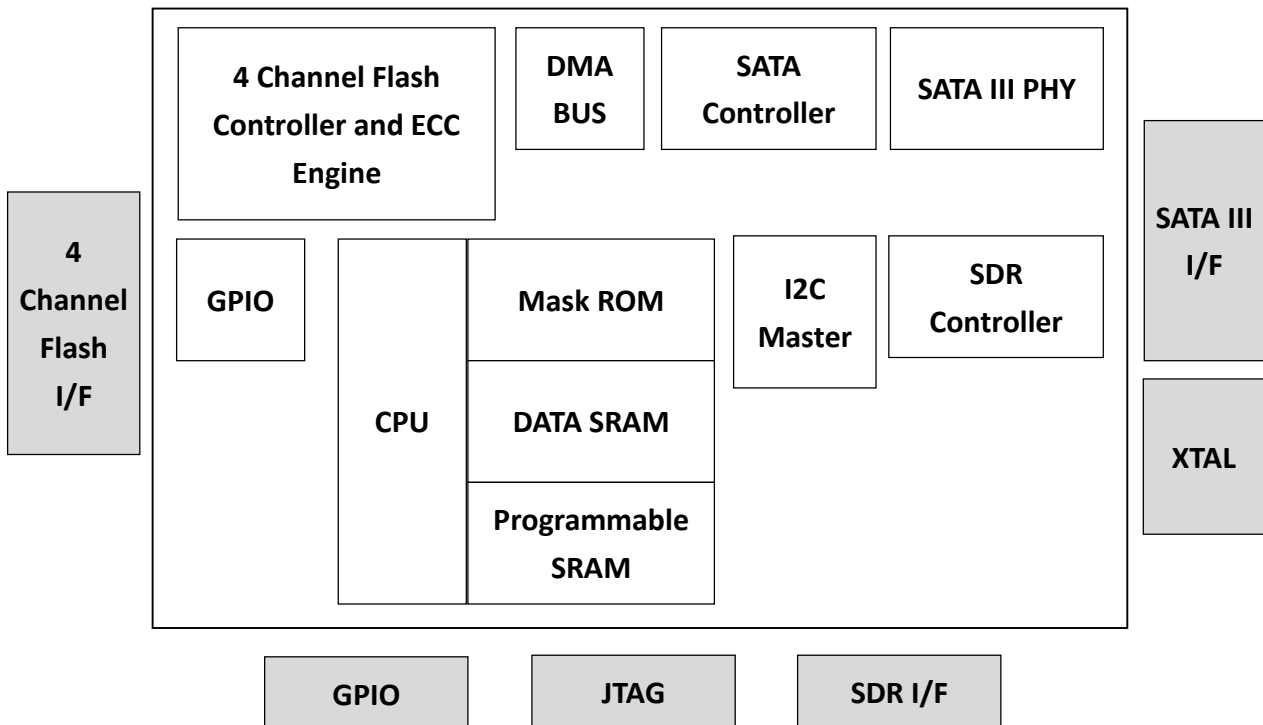 4 Channel Flash
Controller and ECC
Engine
DMA
BUS
SATA
Controller
SATA III PHY
4
Channel
Flash
I/F
GPIO
CPU
Mask ROM
DATA SRAM
Programmable
SRAM
I2C
Master
SDR
Controller
SATA III
I/F
XTAL
GPIO
JTAG
SDR I/F